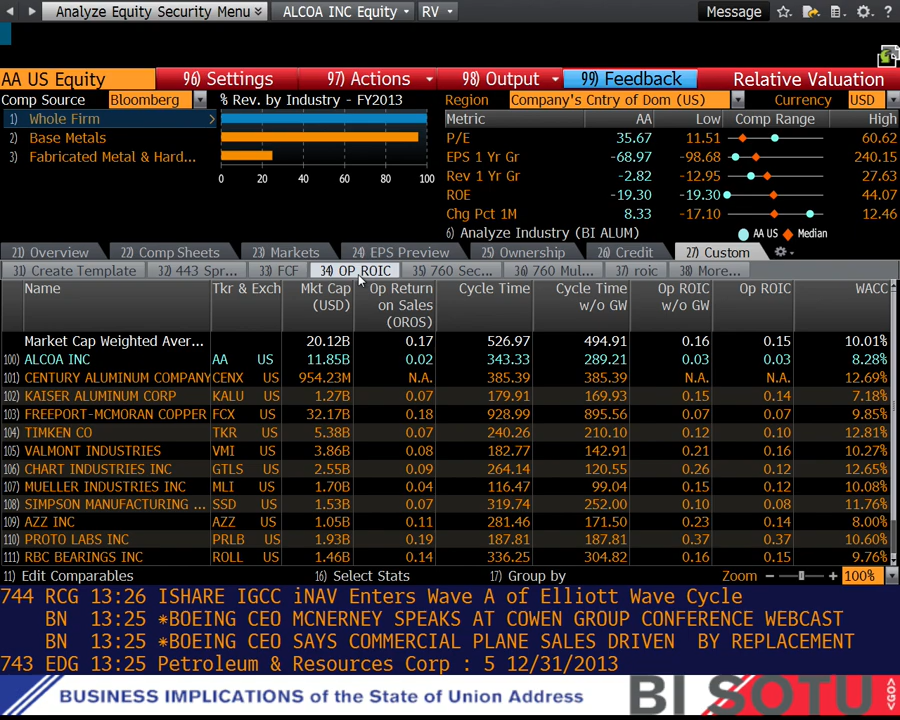 Analyze Equity Security Menu ALCOA INC Equity RV Message ?
AA US Equity 96) Settings 97) Actions 98) Output 99) Feedback Relative Valuation
Comp Source Bloomberg % Rev. by Industry - FY2013 Region Company's Cntry of Dom (US) Currency USD
1) Whole Firm Metric AA Low Comp Range High
2) Base Metals P/E 35.67 11.51 60.62
3) Fabricated Metal & Hard... EPS 1 Yr Gr -68.97 -98.68 240.15
0 20 40 60 80 100 Rev 1 Yr Gr -2.82 -12.95 27.63
ROE -19.30 -19.30 44.07
Chg Pct 1M 8.33 -17.10 12.46
6) Analyze Industry (BI ALUM) AA US Median
21) Overview 22) Comp Sheets 23) Markets 24) EPS Preview 25) Ownership 26) Credit 27) Custom
31) Create Template 32) 443 Spr... 33) FCF 34) OP ROIC 35) 760 Sec... 36) 760 Mul... 37) roic 38) More...
Name Tkr & Exch Mkt Cap (USD) Op Return on Sales (OROS) Cycle Time Cycle Time w/o GW Op ROIC w/o GW Op ROIC WACC
Market Cap Weighted Aver... 20.12B 0.17 526.97 494.91 0.16 0.15 10.01%
100) ALCOA INC AA US 11.85B 0.02 343.33 289.21 0.03 0.03 8.28%
101) CENTURY ALUMINUM COMPANY CENX US 954.23M N.A. 385.39 385.39 N.A. N.A. 12.69%
102) KAISER ALUMINUM CORP KALU US 1.27B 0.07 179.91 169.93 0.15 0.14 7.18%
103) FREEPORT-MCMORAN COPPER FCX US 32.17B 0.18 928.99 895.56 0.07 0.07 9.85%
104) TIMKEN CO TKR US 5.38B 0.07 240.26 210.10 0.12 0.10 12.81%
105) VALMONT INDUSTRIES VMI US 3.86B 0.08 182.77 142.91 0.21 0.16 10.27%
106) CHART INDUSTRIES INC GTLS US 2.55B 0.09 264.14 120.55 0.26 0.12 12.65%
107) MUELLER INDUSTRIES INC MLI US 1.70B 0.04 116.47 99.04 0.15 0.12 10.08%
108) SIMPSON MANUFACTURING ... SSD US 1.53B 0.07 319.74 252.00 0.10 0.08 11.76%
109) AZZ INC AZZ US 1.05B 0.11 281.46 171.50 0.23 0.14 8.00%
110) PROTO LABS INC PRLB US 1.93B 0.19 187.81 187.81 0.37 0.37 10.60%
111) RBC BEARINGS INC ROLL US 1.46B 0.14 336.25 304.82 0.16 0.15 9.76%
11) Edit Comparables 16) Select Stats 17) Group by Zoom - + 100%
744 RCG 13:26 ISHARE IGCC iNAV Enters Wave A of Elliott Wave Cycle
BN 13:25 *BOEING CEO MCNERNEY SPEAKS AT COWEN GROUP CONFERENCE WEBCAST
BN 13:25 *BOEING CEO SAYS COMMERCIAL PLANE SALES DRIVEN BY REPLACEMENT
743 EDG 13:25 Petroleum & Resources Corp : 5 12/31/2013
BUSINESS IMPLICATIONS of the State of Union Address BI SOTU <GO>